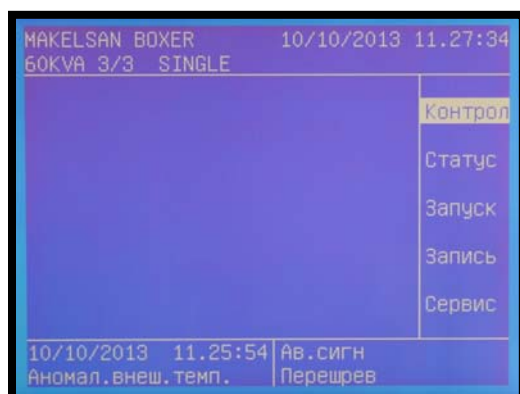 MAKELSAN BOXER 10/10/2013 11.27:34
60KVA 3/3 SINGLE
Контрол
Статус
Запуск
Запись
Сервис
10/10/2013 11.25:54 Ав.сигн
Аномал.внеш.темп. Перешрев